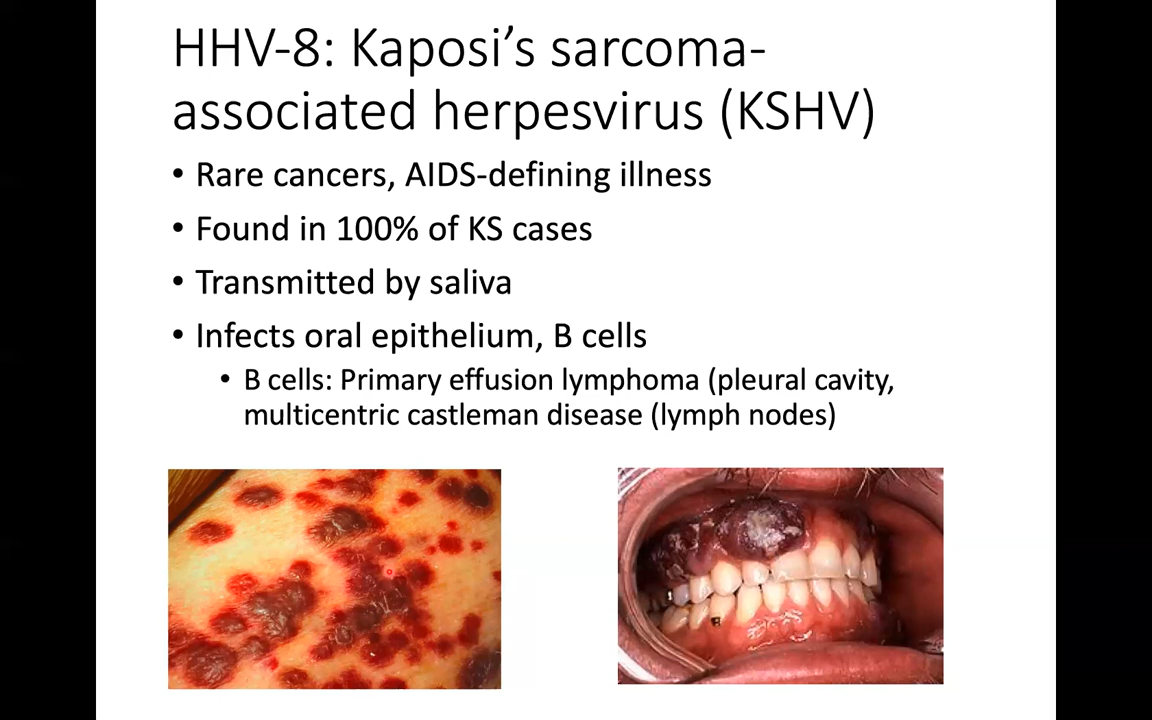 HHV-8: Kaposi’s sarcoma-
associated herpesvirus (KSHV)
• Rare cancers, AIDS-defining illness
• Found in 100% of KS cases
• Transmitted by saliva
• Infects oral epithelium, B cells
• B cells: Primary effusion lymphoma (pleural cavity,
multicentric castleman disease (lymph nodes)